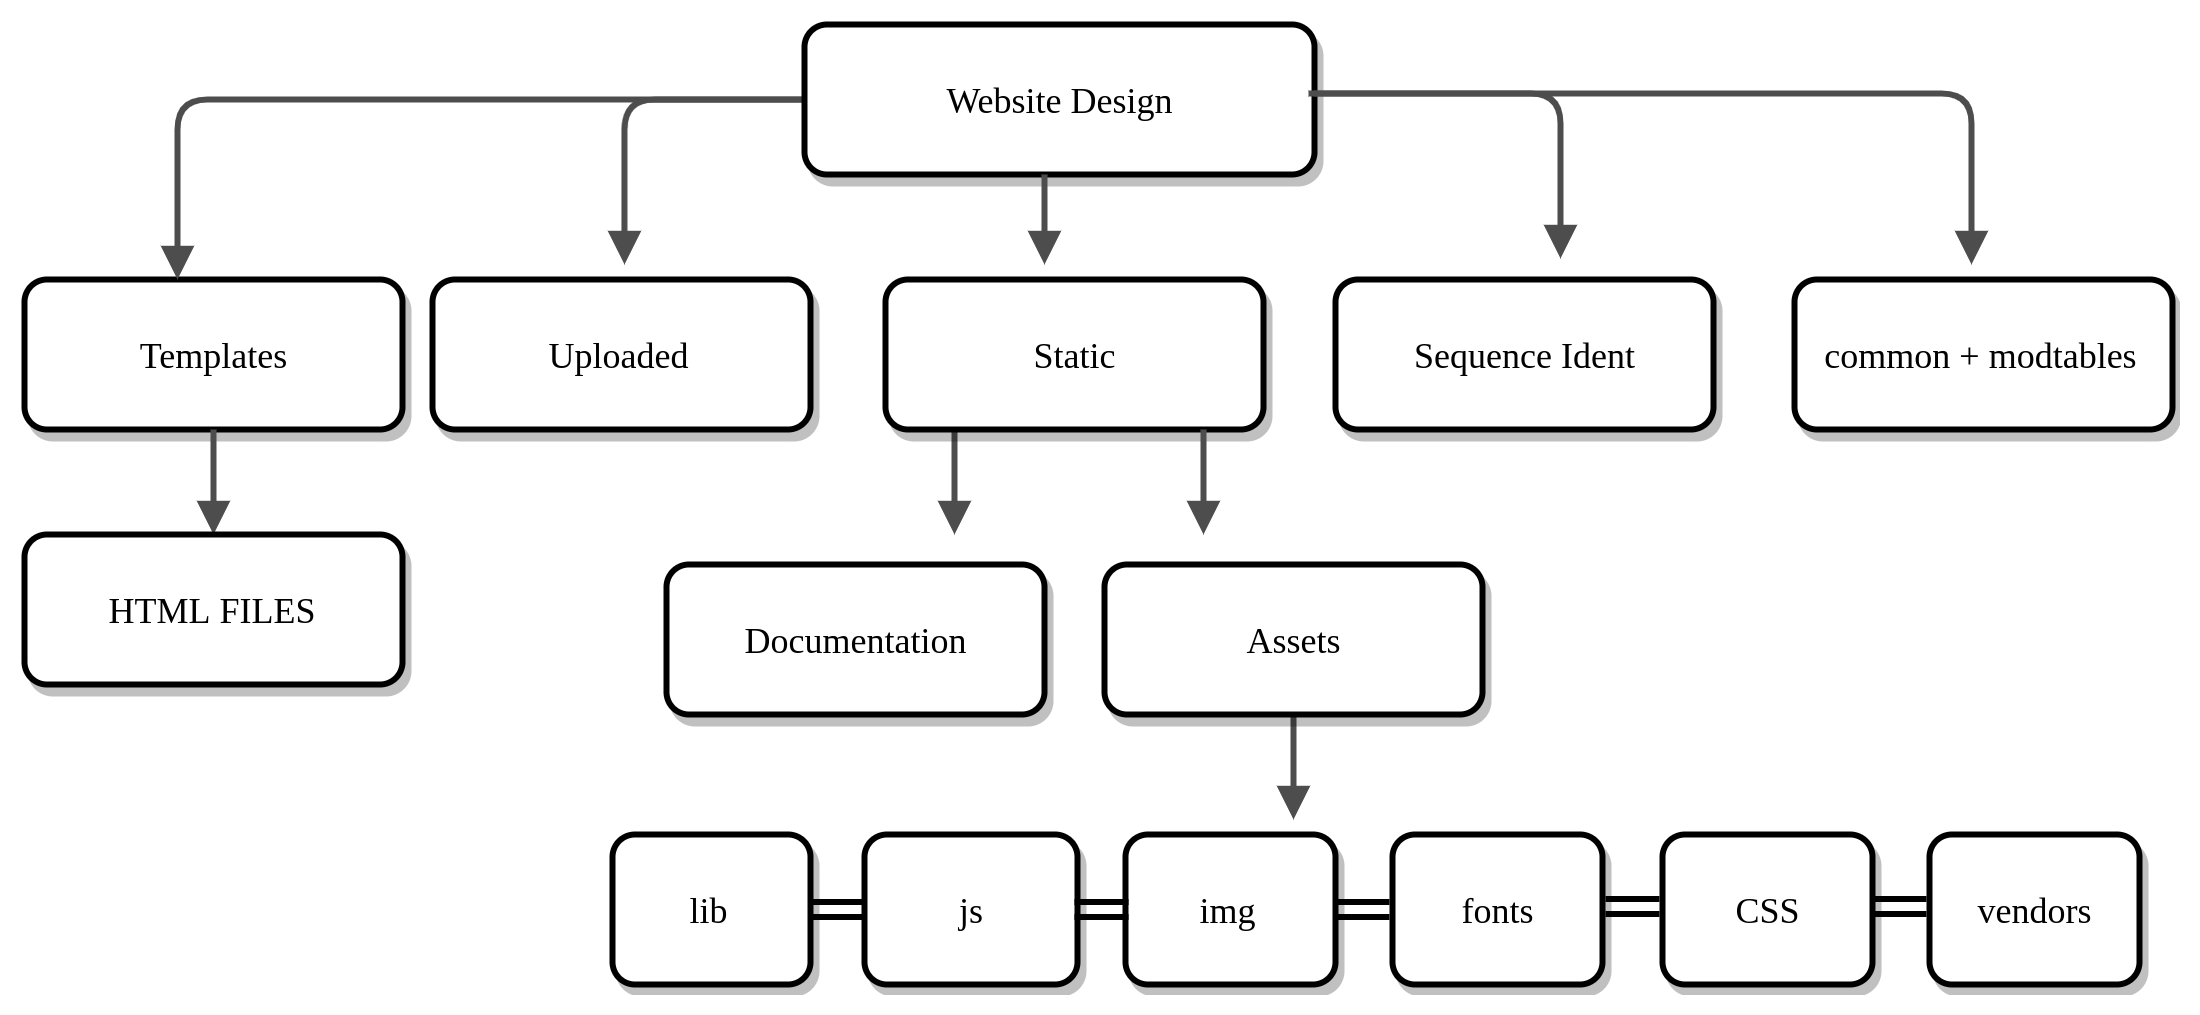 Website Design
Templates
Uploaded
Static
Sequence Ident
common + modtables
HTML FILES
Documentation
Assets
lib
js
img
fonts
CSS
vendors